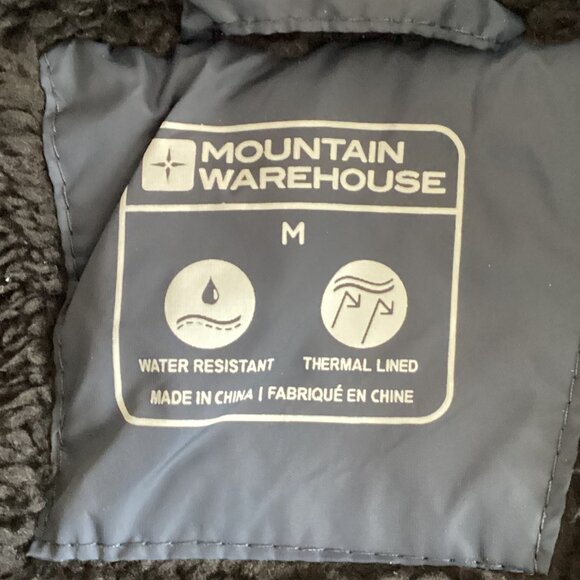 MOUNTAIN
WAREHOUSE
M
WATER RESISTANT THERMAL LINED
MADE IN CHINA | FABRIQUÉ EN CHINE